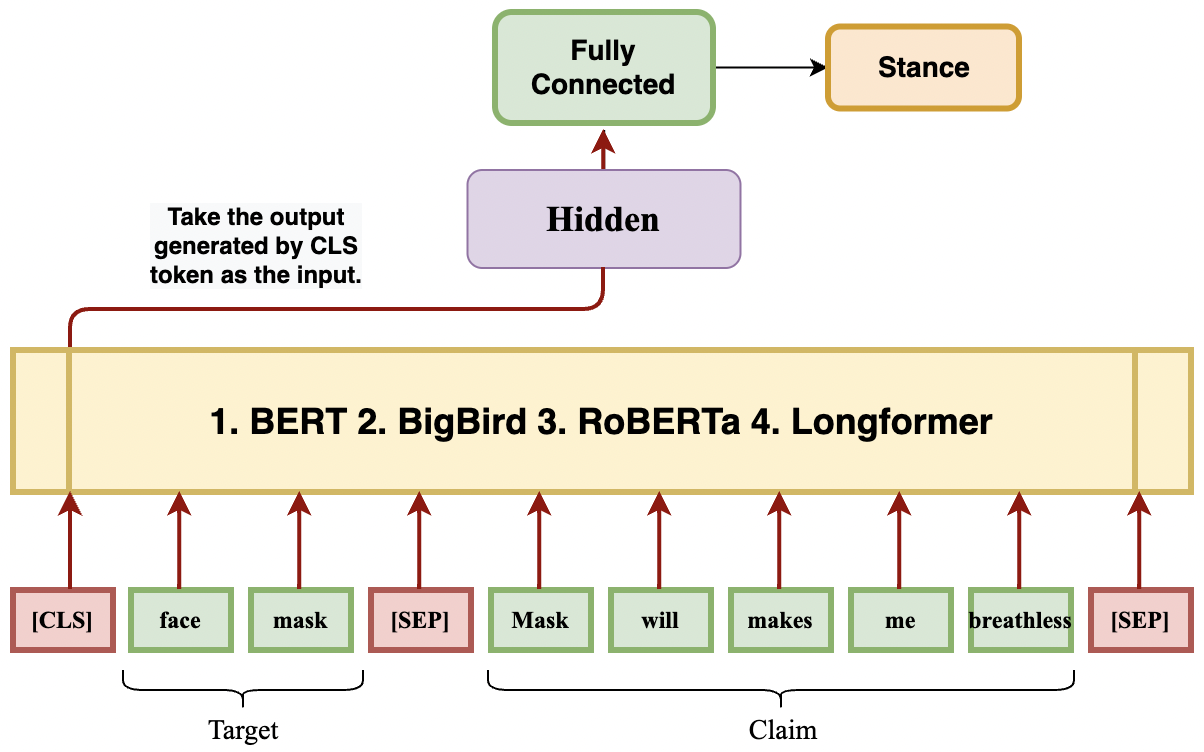 Fully
Connected
Stance
Hidden
Take the output
generated by CLS
token as the input.
1. BERT 2. BigBird 3. RoBERTa 4. Longformer
[CLS] face mask [SEP] Mask will makes me breathless [SEP]
Target Claim